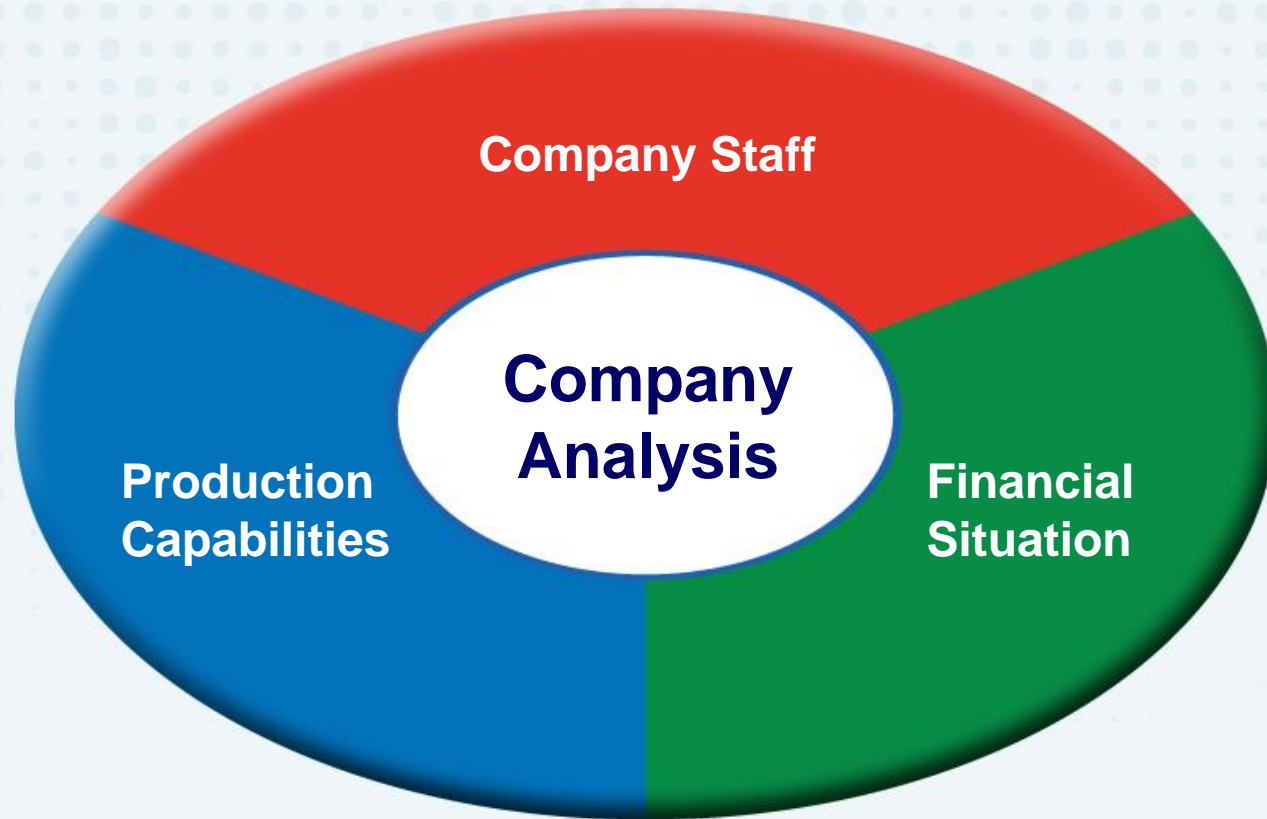 Company Staff
Company
Analysis
Production
Capabilities
Financial
Situation